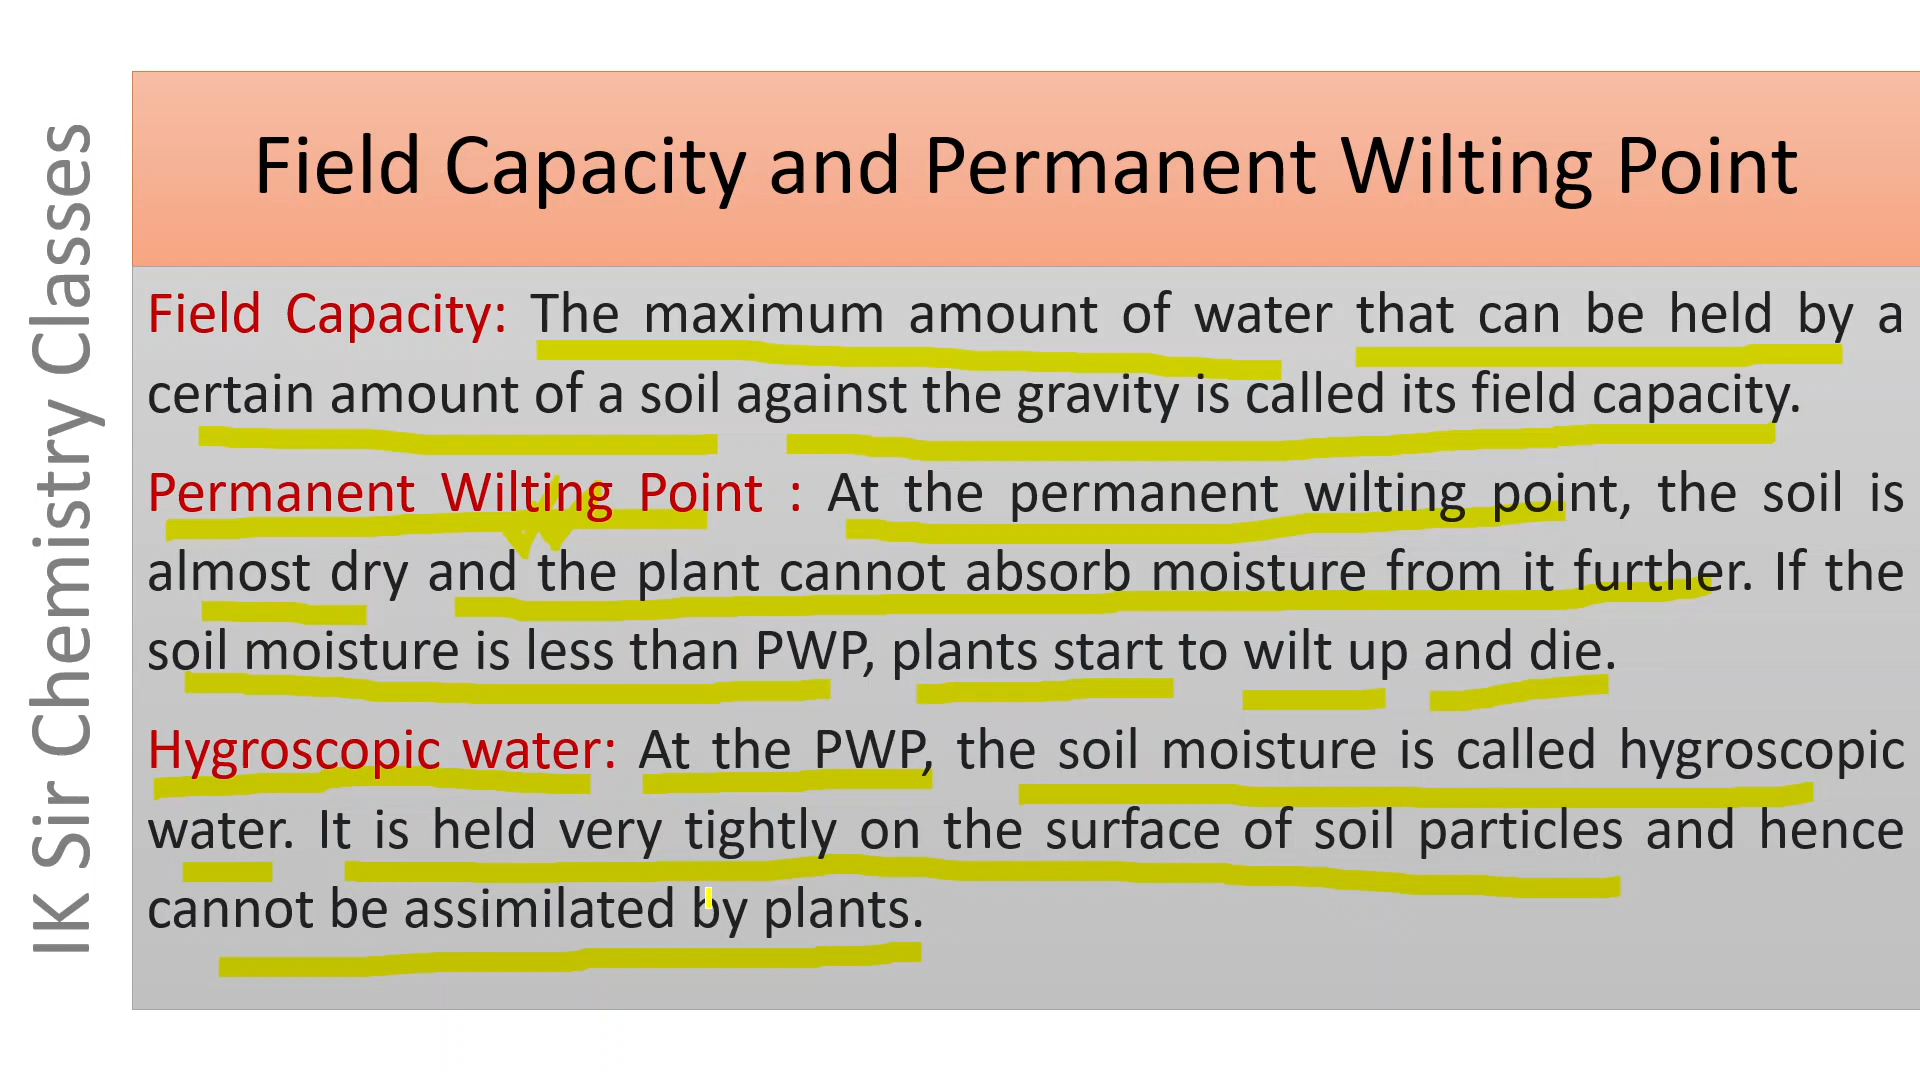 IK Sir Chemistry Classes
Field Capacity and Permanent Wilting Point
Field Capacity: The maximum amount of water that can be held by a
certain amount of a soil against the gravity is called its field capacity.
Permanent Wilting Point : At the permanent wilting point, the soil is
almost dry and the plant cannot absorb moisture from it further. If the
soil moisture is less than PWP, plants start to wilt up and die.
Hygroscopic water: At the PWP, the soil moisture is called hygroscopic
water. It is held very tightly on the surface of soil particles and hence
cannot be assimilated by plants.